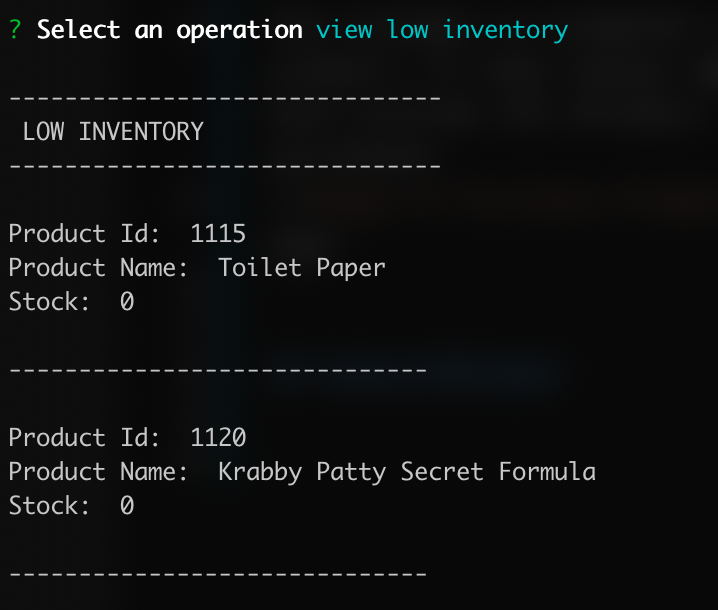 ? Select an operation view low inventory
-------------------------------
LOW INVENTORY
-------------------------------
Product Id:  1115
Product Name:  Toilet Paper
Stock:  0
------------------------------
Product Id:  1120
Product Name:  Krabby Patty Secret Formula
Stock:  0
------------------------------